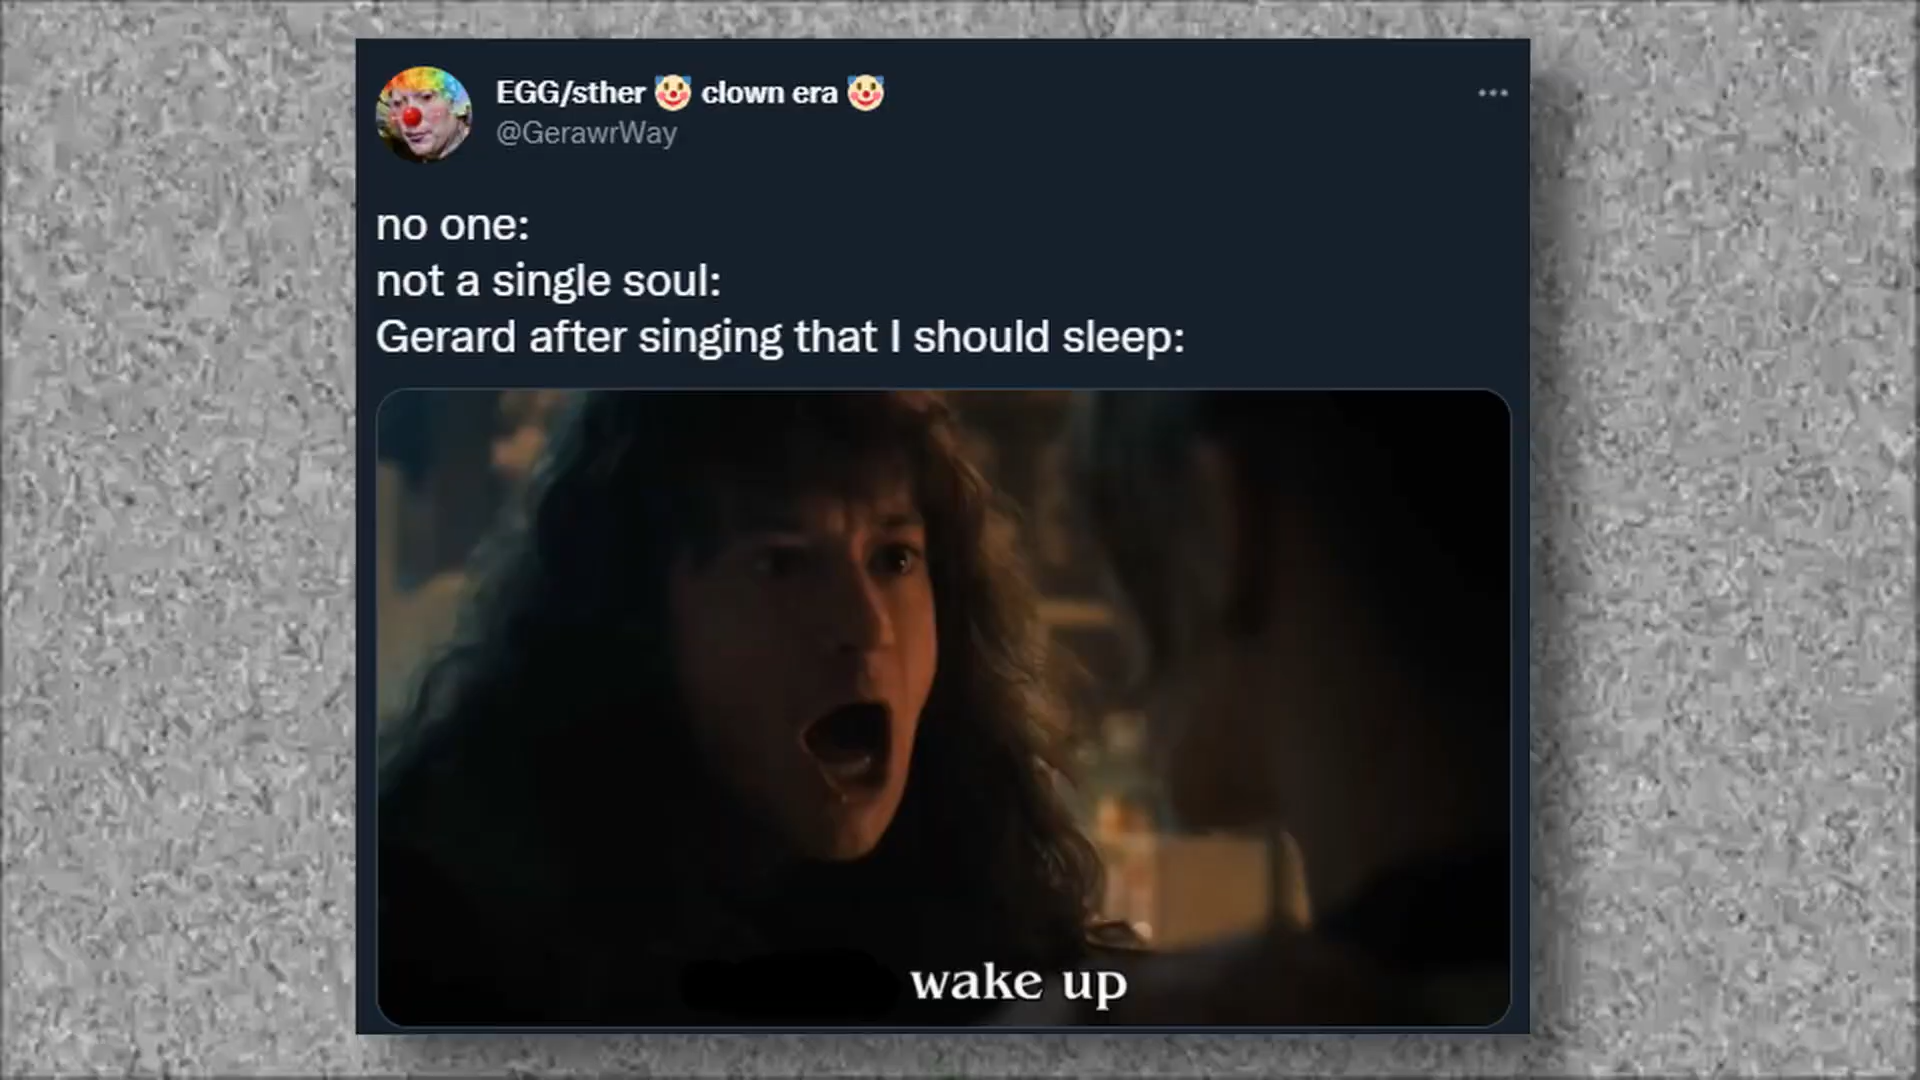 EGG/sther 🤡 clown era 🤡
@GerawrWay
no one:
not a single soul:
Gerard after singing that I should sleep:
wake up